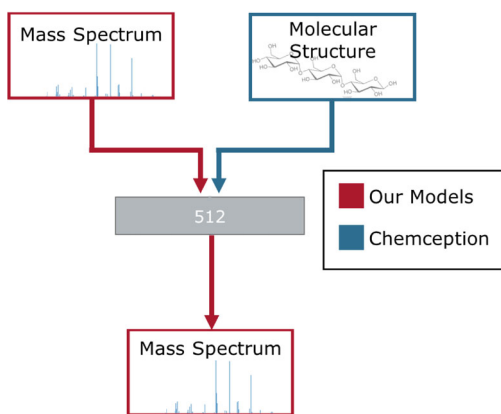 Mass Spectrum
Molecular
Structure
512
Our Models
Chemception
Mass Spectrum